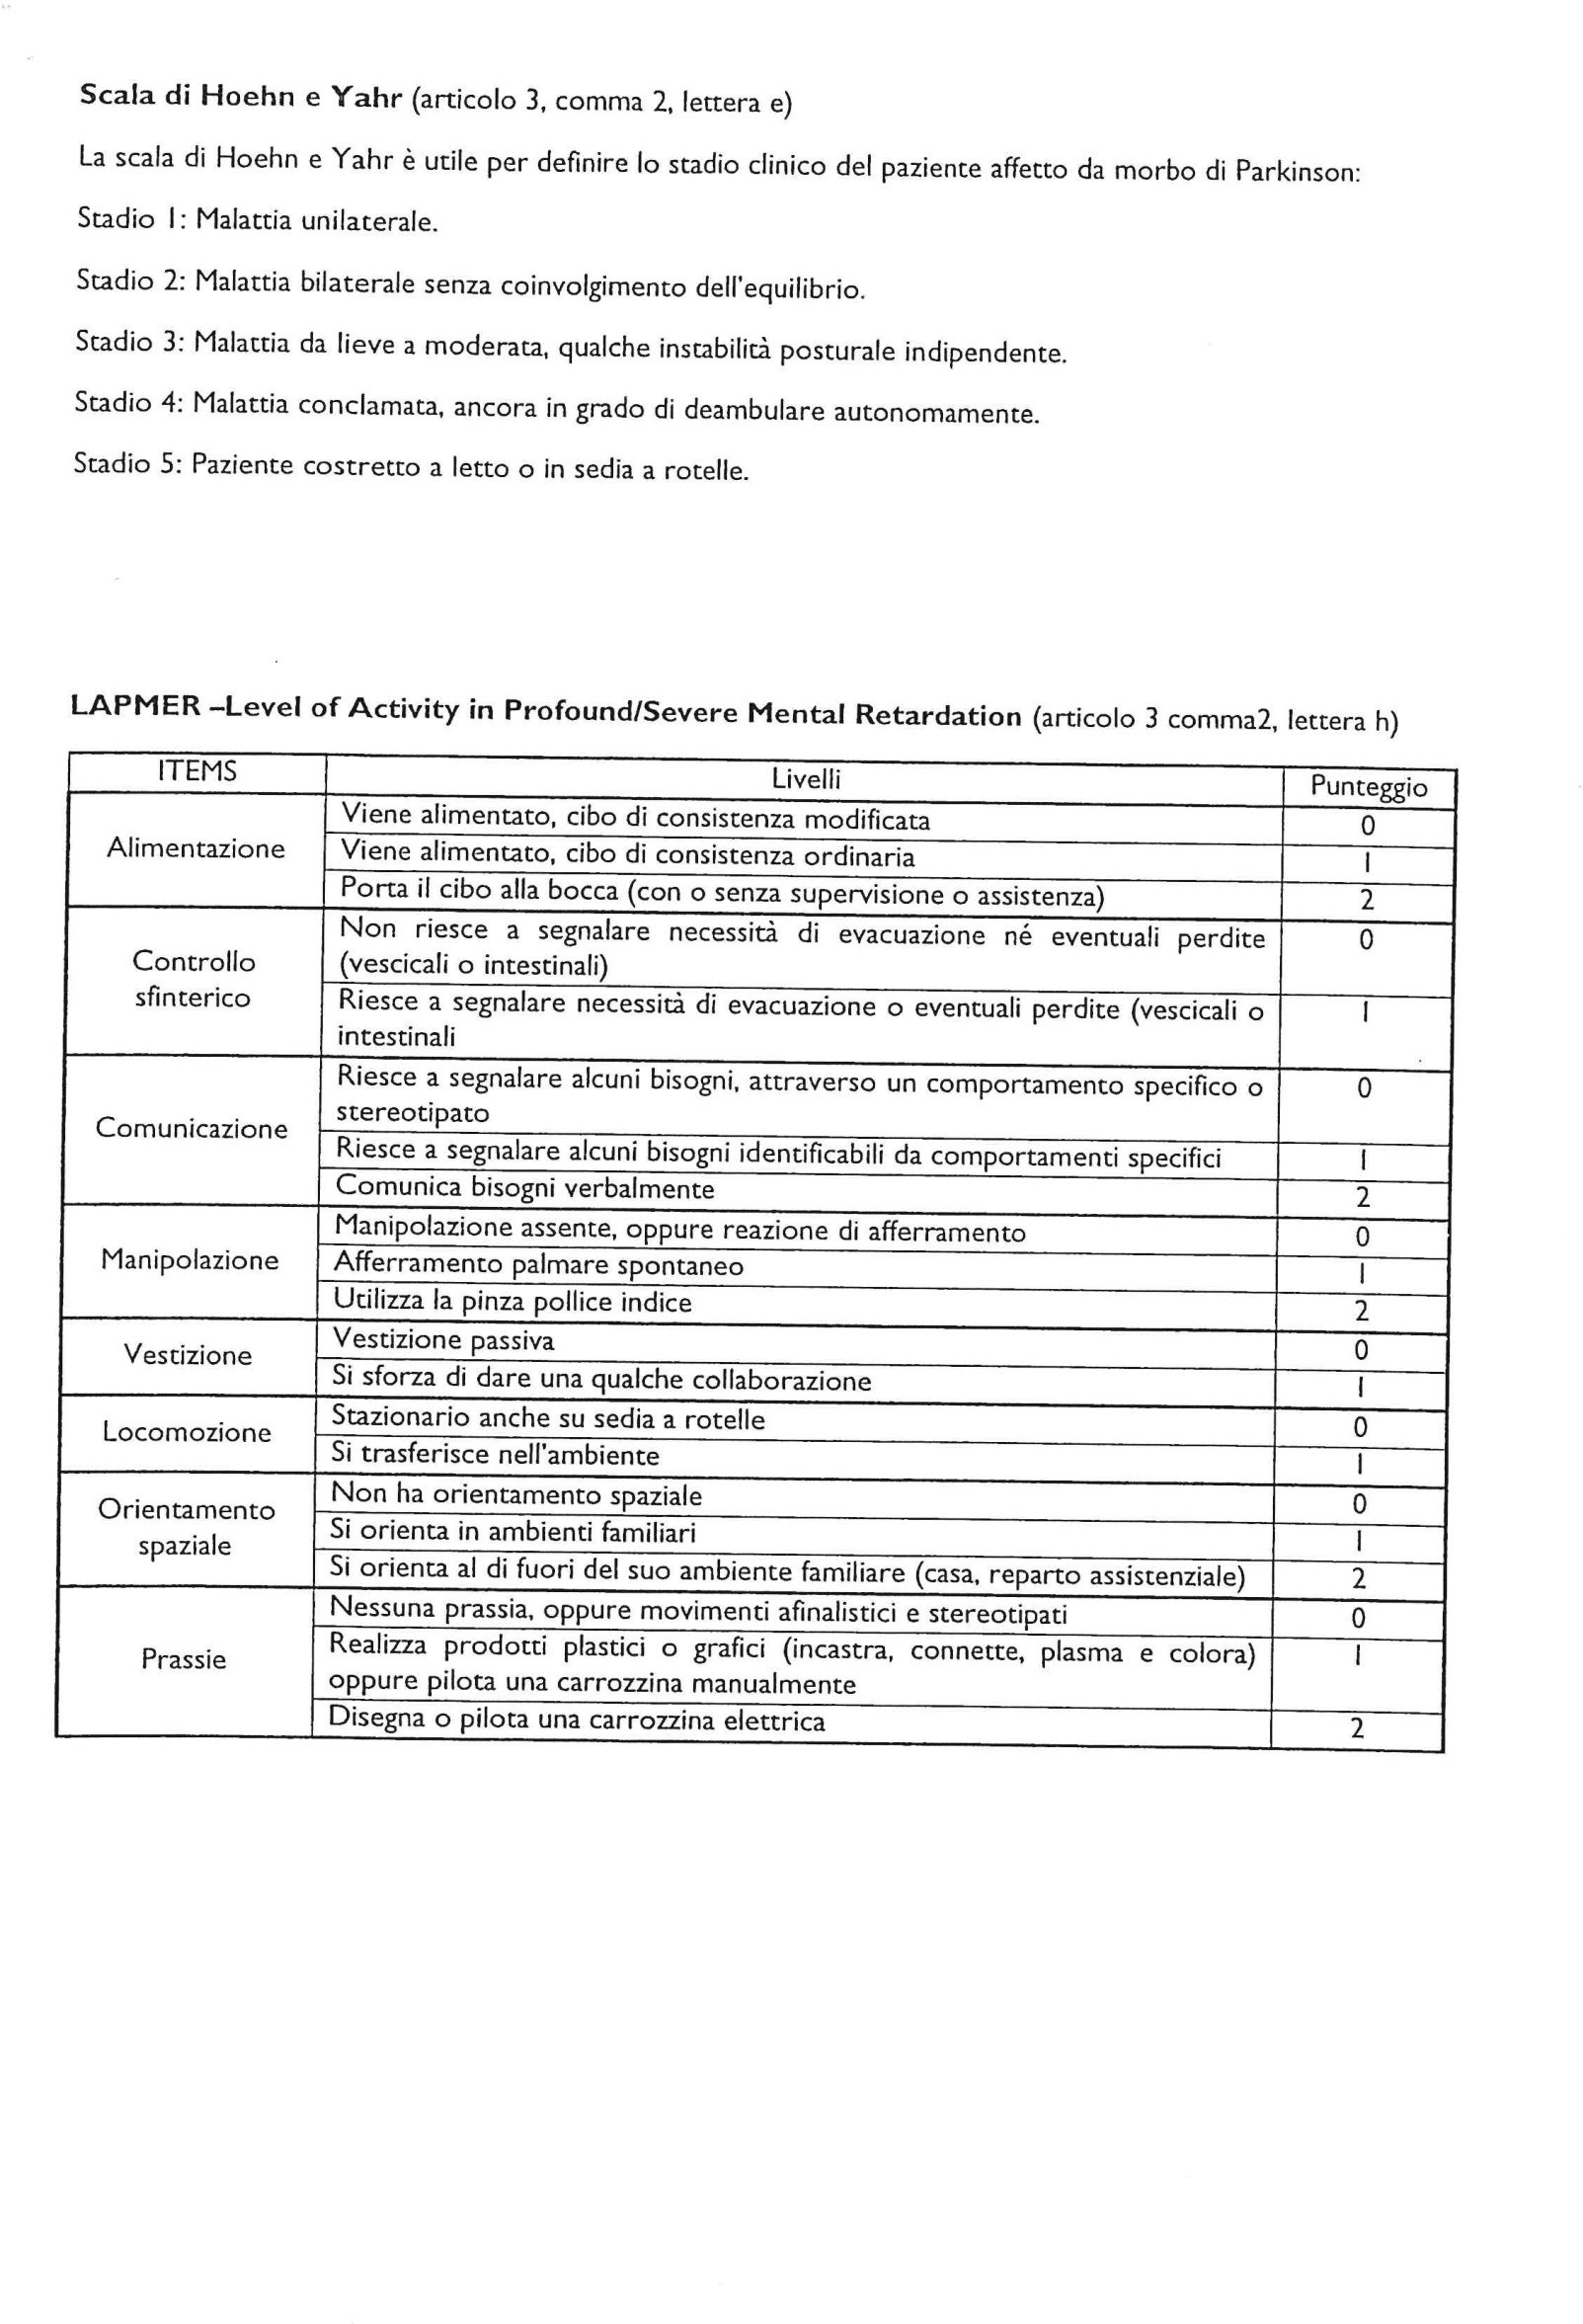 Scala di Hoehn e Yahr (articolo 3, comma 2, lettera e)
La scala di Hoehn e Yahr è utile per definire lo stadio clinico del paziente affetto da morbo di Parkinson:
Stadio 1: Malattia unilaterale.
Stadio 2: Malattia bilaterale senza coinvolgimento dell'equilibrio.
Stadio 3: Malattia da lieve a moderata, qualche instabilità posturale indipendente.
Stadio 4: Malattia conclamata, ancora in grado di deambulare autonomamente.
Stadio 5: Paziente costretto a letto o in sedia a rotelle.
LAPMER –Level of Activity in Profound/Severe Mental Retardation (articolo 3 comma2, lettera h)
ITEMS Livelli Punteggio
Alimentazione
Viene alimentato, cibo di consistenza modificata 0
Viene alimentato, cibo di consistenza ordinaria 1
Porta il cibo alla bocca (con o senza supervisione o assistenza) 2
Controllo
sfinterico
Non riesce a segnalare necessità di evacuazione né eventuali perdite 0
(vescicali o intestinali)
Riesce a segnalare necessità di evacuazione o eventuali perdite (vescicali o 1
intestinali
Comunicazione
Riesce a segnalare alcuni bisogni, attraverso un comportamento specifico o 0
stereotipato
Riesce a segnalare alcuni bisogni identificabili da comportamenti specifici 1
Comunica bisogni verbalmente 2
Manipolazione
Manipolazione assente, oppure reazione di afferramento 0
Afferramento palmare spontaneo 1
Utilizza la pinza pollice indice 2
Vestizione
Vestizione passiva 0
Si sforza di dare una qualche collaborazione 1
Locomozione
Stazionario anche su sedia a rotelle 0
Si trasferisce nell'ambiente 1
Orientamento
spaziale
Non ha orientamento spaziale 0
Si orienta in ambienti familiari 1
Si orienta al di fuori del suo ambiente familiare (casa, reparto assistenziale) 2
Prassie
Nessuna prassia, oppure movimenti afinalistici e stereotipati 0
Realizza prodotti plastici o grafici (incastra, connette, plasma e colora) 1
oppure pilota una carrozzina manualmente
Disegna o pilota una carrozzina elettrica 2